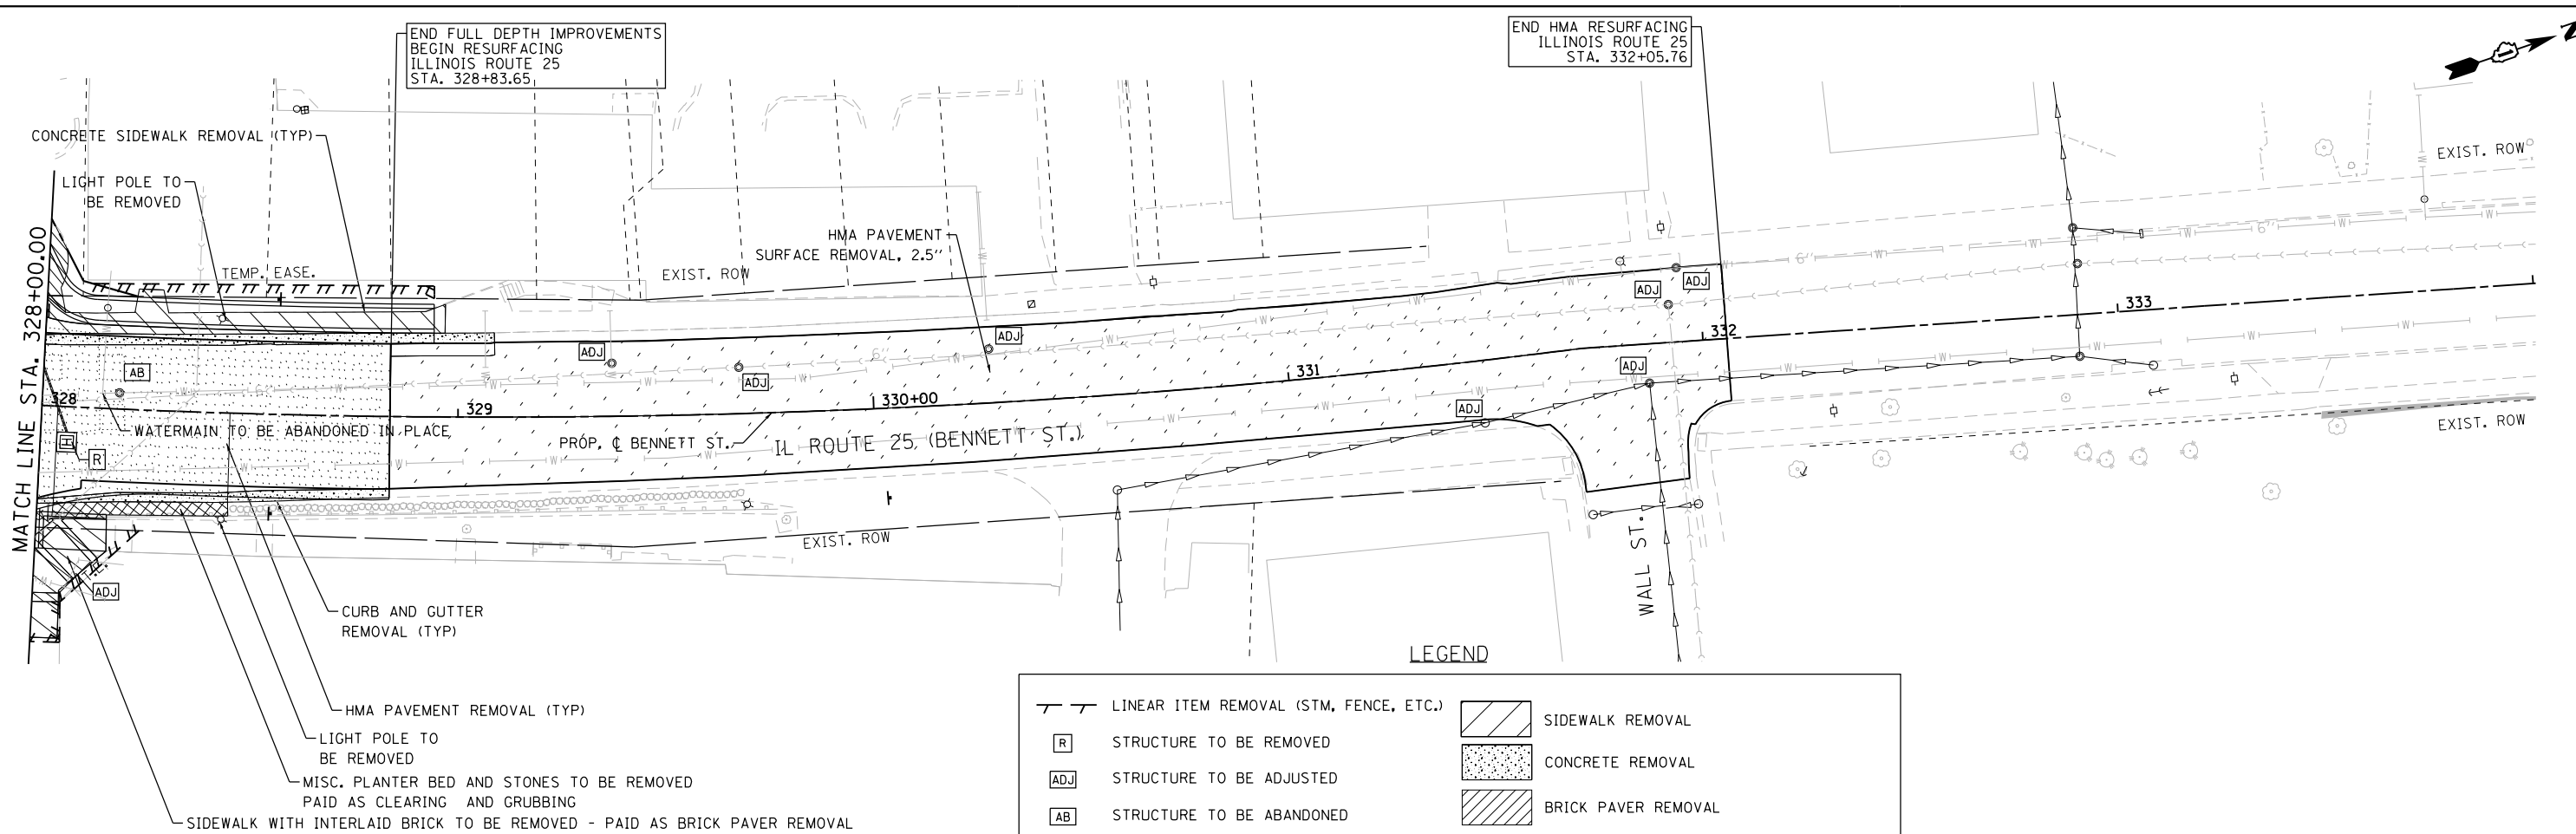 END FULL DEPTH IMPROVEMENTS
BEGIN RESURFACING
ILLINOIS ROUTE 25
STA. 328+83.65
END HMA RESURFACING
ILLINOIS ROUTE 25
STA. 332+05.76
CONCRETE SIDEWALK REMOVAL (TYP)
LIGHT POLE TO
BE REMOVED
TEMP. EASE.
EXIST. ROW
HMA PAVEMENT
SURFACE REMOVAL, 2.5"
EXIST. ROW
MATCH LINE STA. 328+00.00
ADJ
ADJ
ADJ
ADJ
ADJ
ADJ
ADJ
AB
328
329
330+00
331
332
333
6"
6"
6"
6"
WATERMAIN TO BE ABANDONED IN PLACE
R
PROP. ℄ BENNETT ST.
IL ROUTE 25 (BENNETT ST.)
EXIST. ROW
EXIST. ROW
WALL ST.
ADJ
CURB AND GUTTER
REMOVAL (TYP)
HMA PAVEMENT REMOVAL (TYP)
LIGHT POLE TO
BE REMOVED
MISC. PLANTER BED AND STONES TO BE REMOVED
PAID AS CLEARING AND GRUBBING
SIDEWALK WITH INTERLAID BRICK TO BE REMOVED - PAID AS BRICK PAVER REMOVAL
LEGEND
LINEAR ITEM REMOVAL (STM, FENCE, ETC.)
R STRUCTURE TO BE REMOVED
ADJ STRUCTURE TO BE ADJUSTED
AB STRUCTURE TO BE ABANDONED
SIDEWALK REMOVAL
CONCRETE REMOVAL
BRICK PAVER REMOVAL